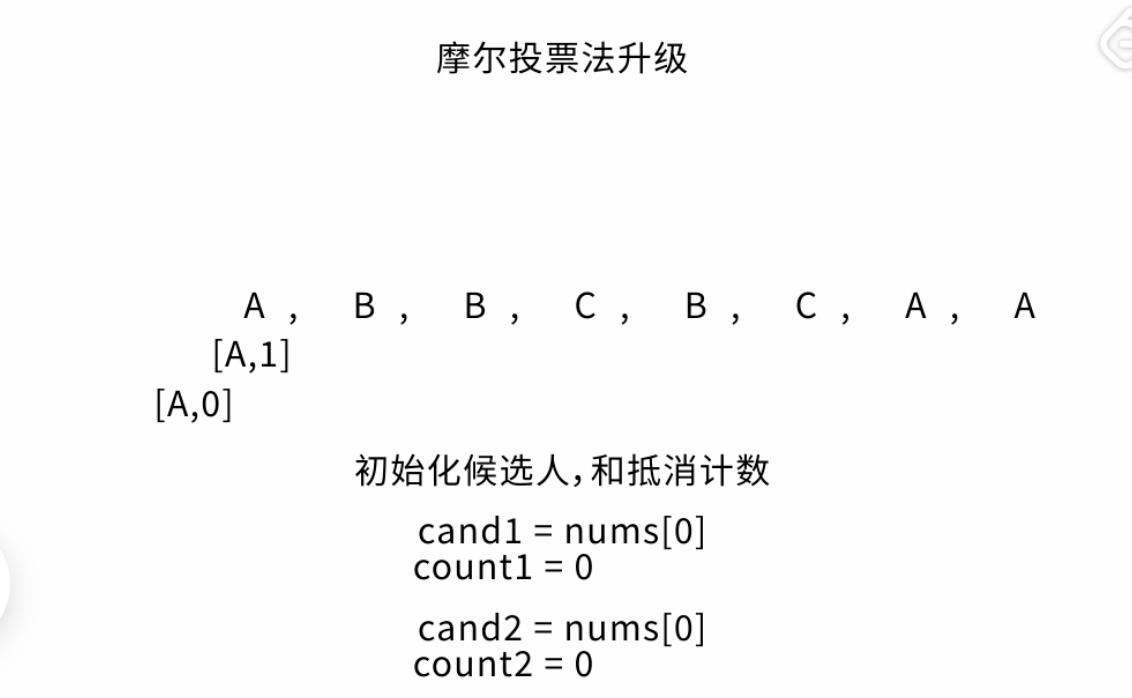 摩尔投票法升级
A , B , B , C , B , C , A , A
[A,1]
[A,0]
初始化候选人,和抵消计数
cand1 = nums[0]
count1 = 0
cand2 = nums[0]
count2 = 0